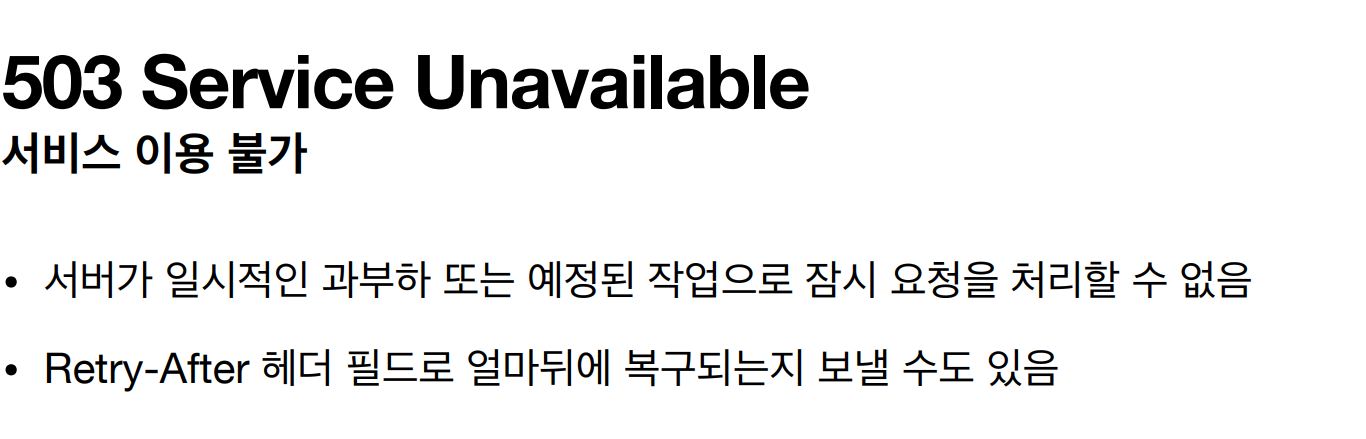 503 Service Unavailable
서비스 이용 불가
• 서버가 일시적인 과부하 또는 예정된 작업으로 잠시 요청을 처리할 수 없음
• Retry-After 헤더 필드로 얼마뒤에 복구되는지 보낼 수도 있음